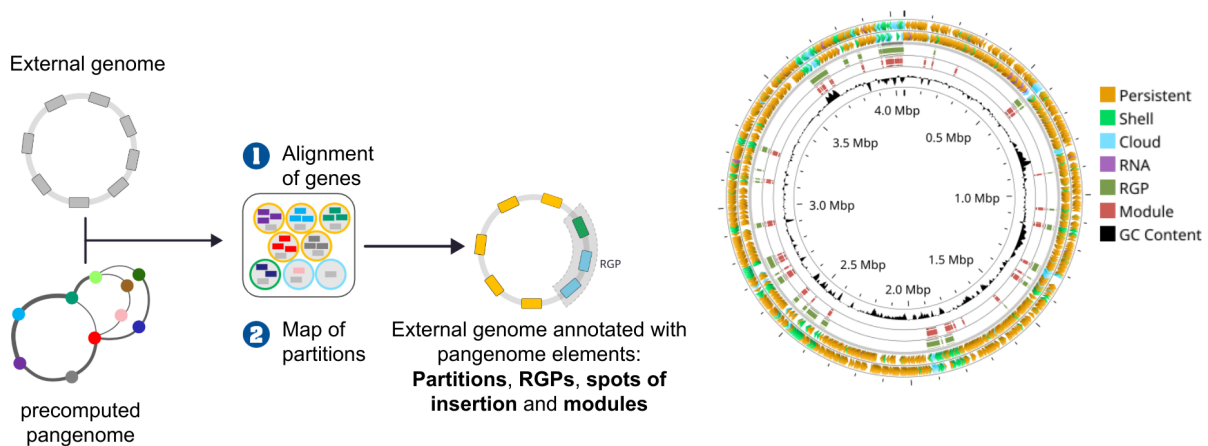 External genome
precomputed
pangenome
1 Alignment
of genes
2 Map of
partitions
RGP
External genome annotated with
pangenome elements:
Partitions, RGPs, spots of
insertion and modules
4.0 Mbp
0.5 Mbp
1.0 Mbp
1.5 Mbp
2.0 Mbp
2.5 Mbp
3.0 Mbp
3.5 Mbp
Persistent
Shell
Cloud
RNA
RGP
Module
GC Content